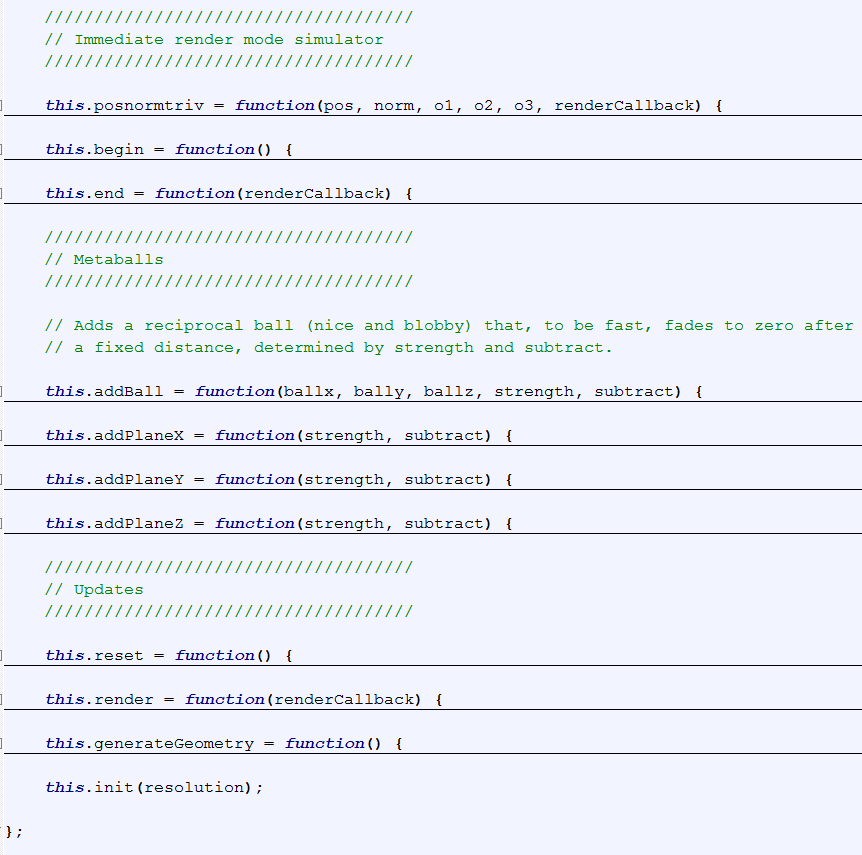 /////////////////////////////////////
// Immediate render mode simulator
/////////////////////////////////////
this.posnormtriv = function(pos, norm, o1, o2, o3, renderCallback) {
this.begin = function() {
this.end = function(renderCallback) {
/////////////////////////////////////
// Metaballs
/////////////////////////////////////
// Adds a reciprocal ball (nice and blobby) that, to be fast, fades to zero after
// a fixed distance, determined by strength and subtract.
this.addBall = function(ballx, bally, ballz, strength, subtract) {
this.addPlaneX = function(strength, subtract) {
this.addPlaneY = function(strength, subtract) {
this.addPlaneZ = function(strength, subtract) {
/////////////////////////////////////
// Updates
/////////////////////////////////////
this.reset = function() {
this.render = function(renderCallback) {
this.generateGeometry = function() {
this.init(resolution);
};